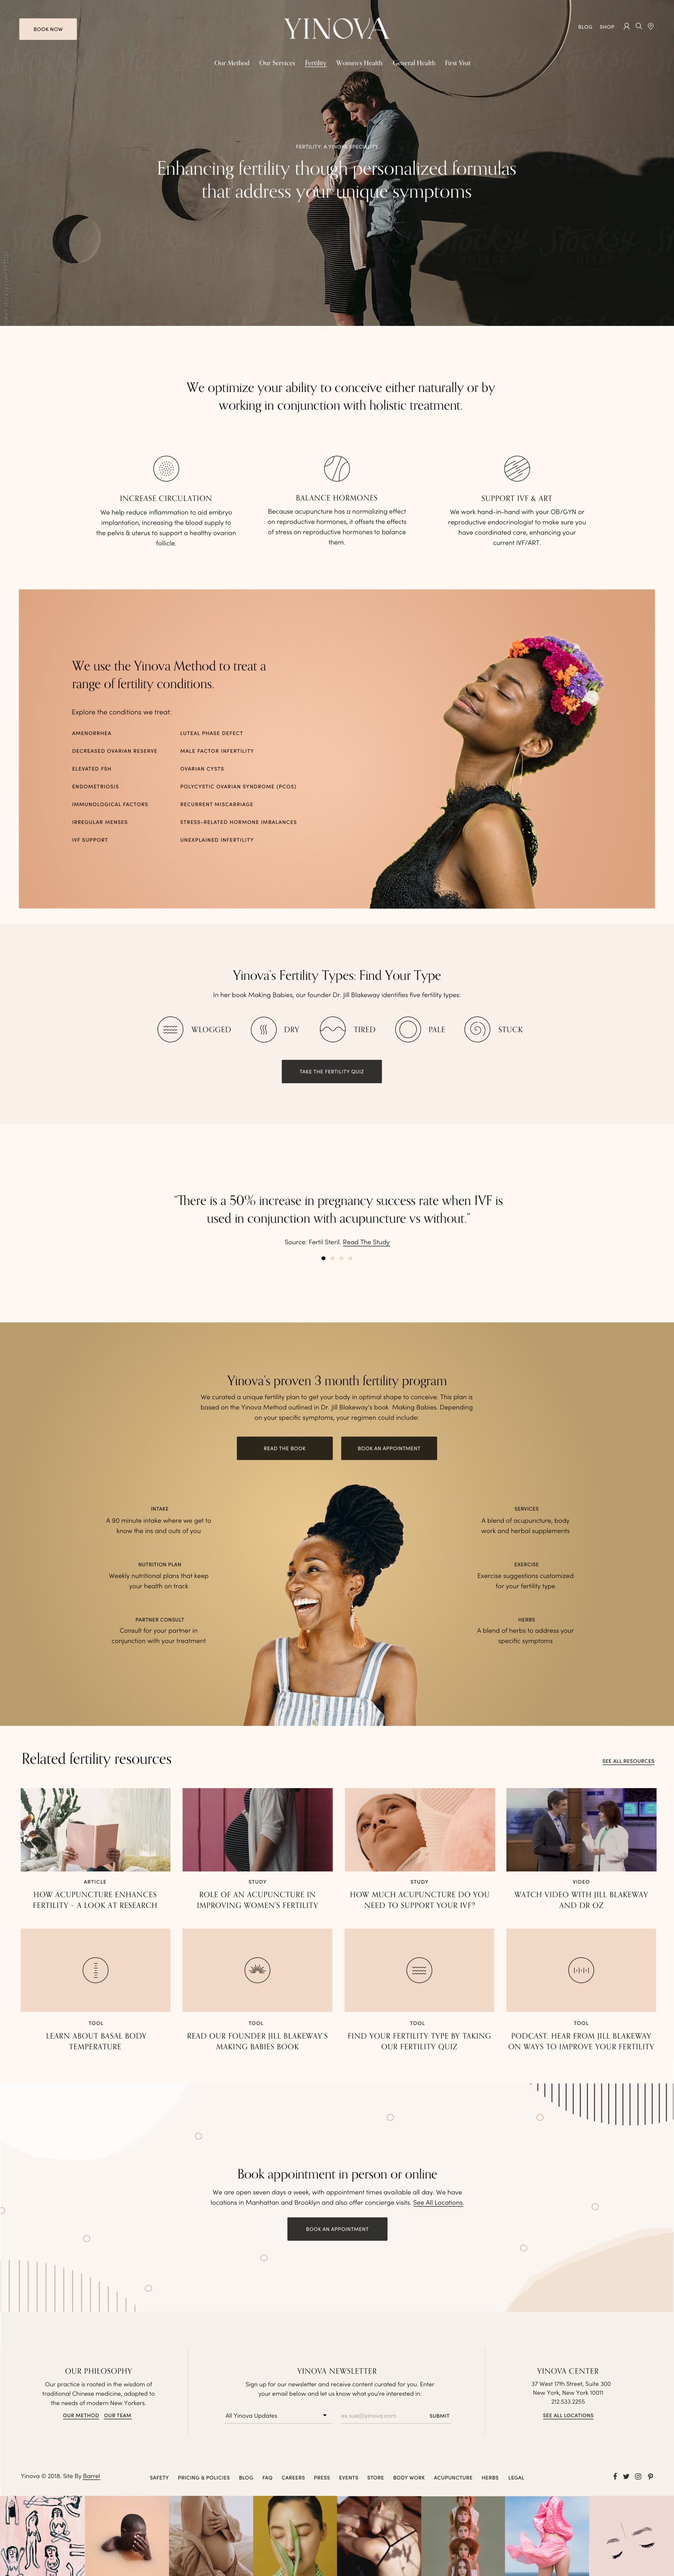 BOOK NOW
YINOVA
BLOG SHOP
Our Method Our Services Fertility Women's Health General Health First Visit
FERTILITY: A YINOVA SPECIALITY
Enhancing fertility though personalized formulas
that address your unique symptoms
Stocksy
UNITED
We optimize your ability to conceive either naturally or by
working in conjunction with holistic treatment.
INCREASE CIRCULATION
We help reduce inflammation to aid embryo
implantation, increasing the blood supply to
the pelvis & uterus to support a healthy ovarian
follicle.
BALANCE HORMONES
Because acupuncture has a normalizing effect
on reproductive hormones, it offsets the effects
of stress on reproductive hormones to balance
them.
SUPPORT IVF & ART
We work hand-in-hand with your OB/GYN or
reproductive endocrinologist to make sure you
have coordinated care, enhancing your
current IVF/ART.
We use the Yinova Method to treat a
range of fertility conditions.
Explore the conditions we treat:
AMENORRHEA
DECREASED OVARIAN RESERVE
ELEVATED FSH
ENDOMETRIOSIS
IMMUNOLOGICAL FACTORS
IRREGULAR MENSES
IVF SUPPORT
LUTEAL PHASE DEFECT
MALE FACTOR INFERTILITY
OVARIAN CYSTS
POLYCYSTIC OVARIAN SYNDROME (PCOS)
RECURRENT MISCARRIAGE
STRESS-RELATED HORMONE IMBALANCES
UNEXPLAINED INFERTILITY
Yinova's Fertility Types: Find Your Type
In her book Making Babies, our founder Dr. Jill Blakeway identifies five fertility types:
WLOGGED DRY TIRED PALE STUCK
TAKE THE FERTILITY QUIZ
"There is a 50% increase in pregnancy success rate when IVF is
used in conjunction with acupuncture vs without."
Source: Fertil Steril. Read The Study
Yinova's proven 3 month fertility program
We curated a unique fertility plan to get your body in optimal shape to conceive. This plan is
based on the Yinova Method outlined in Dr. Jill Blakeway's book Making Babies. Depending
on your specific symptoms, your regimen could include:
READ THE BOOK
BOOK AN APPOINTMENT
INTAKE
A 90 minute intake where we get to
know the ins and outs of you
NUTRITION PLAN
Weekly nutritional plans that keep
your health on track
PARTNER CONSULT
Consult for your partner in
conjunction with your treatment
SERVICES
A blend of acupuncture, body
work and herbal supplements
EXERCISE
Exercise suggestions customized
for your fertility type
HERBS
A blend of herbs to address your
specific symptoms
Related fertility resources
SEE ALL RESOURCES
ARTICLE
HOW ACUPUNCTURE ENHANCES
FERTILITY - A LOOK AT RESEARCH
STUDY
ROLE OF AN ACUPUNCTURE IN
IMPROVING WOMEN'S FERTILITY
STUDY
HOW MUCH ACUPUNCTURE DO YOU
NEED TO SUPPORT YOUR IVF?
VIDEO
WATCH VIDEO WITH JILL BLAKEWAY
AND DR OZ
TOOL
LEARN ABOUT BASAL BODY
TEMPERATURE
TOOL
READ OUR FOUNDER JILL BLAKEWAY'S
MAKING BABIES BOOK
TOOL
FIND YOUR FERTILITY TYPE BY TAKING
OUR FERTILITY QUIZ
TOOL
PODCAST: HEAR FROM JILL BLAKEWAY
ON WAYS TO IMPROVE YOUR FERTILITY
Book appointment in person or online
We are open seven days a week, with appointment times available all day. We have
locations in Manhattan and Brooklyn and also offer concierge visits. See All Locations.
BOOK AN APPOINTMENT
OUR PHILOSOPHY
Our practice is rooted in the wisdom of
traditional Chinese medicine, adapted to
the needs of modern New Yorkers.
OUR METHOD OUR TEAM
YINOVA NEWSLETTER
Sign up for our newsletter and receive content curated for you. Enter
your email below and let us know what you're interested in:
All Yinova Updates
ex sue@yinova.com
SUBMIT
YINOVA CENTER
37 West 17th Street, Suite 300
New York, New York 10011
212.533.2255
SEE ALL LOCATIONS
Yinova © 2018. Site By Barrel
SAFETY PRICING & POLICIES BLOG FAQ CAREERS PRESS EVENTS STORE BODY WORK ACUPUNCTURE HERBS LEGAL